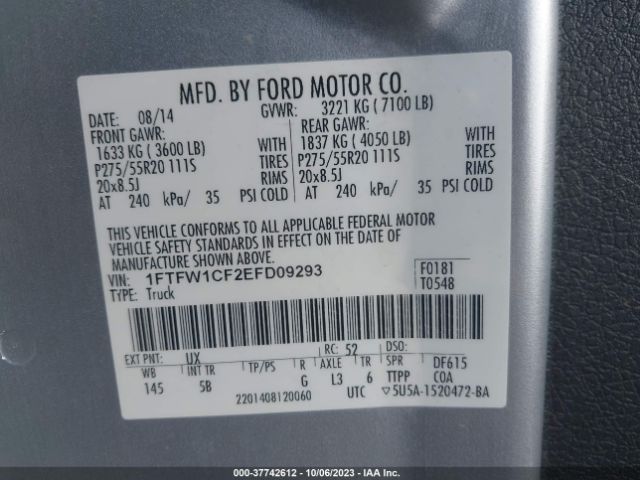 MFD. BY FORD MOTOR CO.
DATE: 08/14 GVWR: 3221 KG ( 7100 LB)
FRONT GAWR: REAR GAWR:
1633 KG ( 3600 LB) WITH 1837 KG ( 4050 LB) WITH
P275/55R20 111S TIRES P275/55R20 111S TIRES
20x8.5J RIMS 20x8.5J RIMS
AT 240 kPa/ 35 PSI COLD AT 240 kPa/ 35 PSI COLD
THIS VEHICLE CONFORMS TO ALL APPLICABLE FEDERAL MOTOR
VEHICLE SAFETY STANDARDS IN EFFECT ON THE DATE OF
MANUFACTURE SHOWN ABOVE.
VIN: 1FTFW1CF2EFD09293 F0181
TYPE: Truck T0548
EXT PNT: UX RC: 52 DSO:
WB INT TR TP/PS R AXLE TR SPR DF615
145 5B G L3 6 TTPP COA
2201408120060 UTC ▽5U5A-1520472-BA
000-37742612 - 10/06/2023 - IAA Inc.